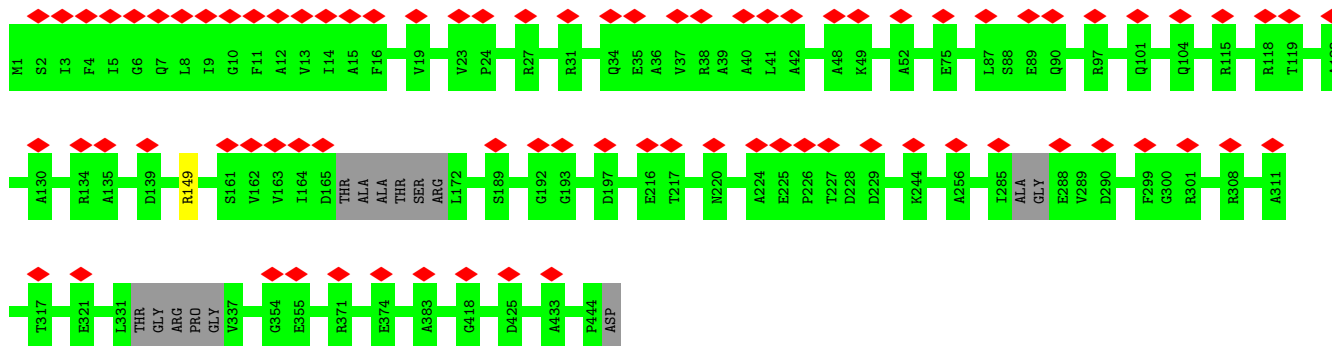 M1 S2 I3 F4 I5 G6 Q7 L8 I9 G10 F11 A12 V13 I14 A15 F16 V19 V23 P24 R27 R31 Q34 E35 A36 V37 R38 A39 A40 L41 A42 A48 K49 A52 E75 L87 S88 E89 Q90 R97 Q101 Q104 R115 R118 T119
A130 R134 A135 D139 R149 S161 V162 V163 I164 D165 THR ALA ALA THR SER ARG L172 S189 G192 G193 D197 E216 T217 N220 A224 E225 P226 T227 D228 D229 K244 A256 I285 ALA GLY E288 V289 D290 F299 G300 R301 R308 A311
T317 E321 L331 THR GLY ARG PRO GLY V337 G354 E355 R371 E374 A383 G418 D425 A433 P444 ASP